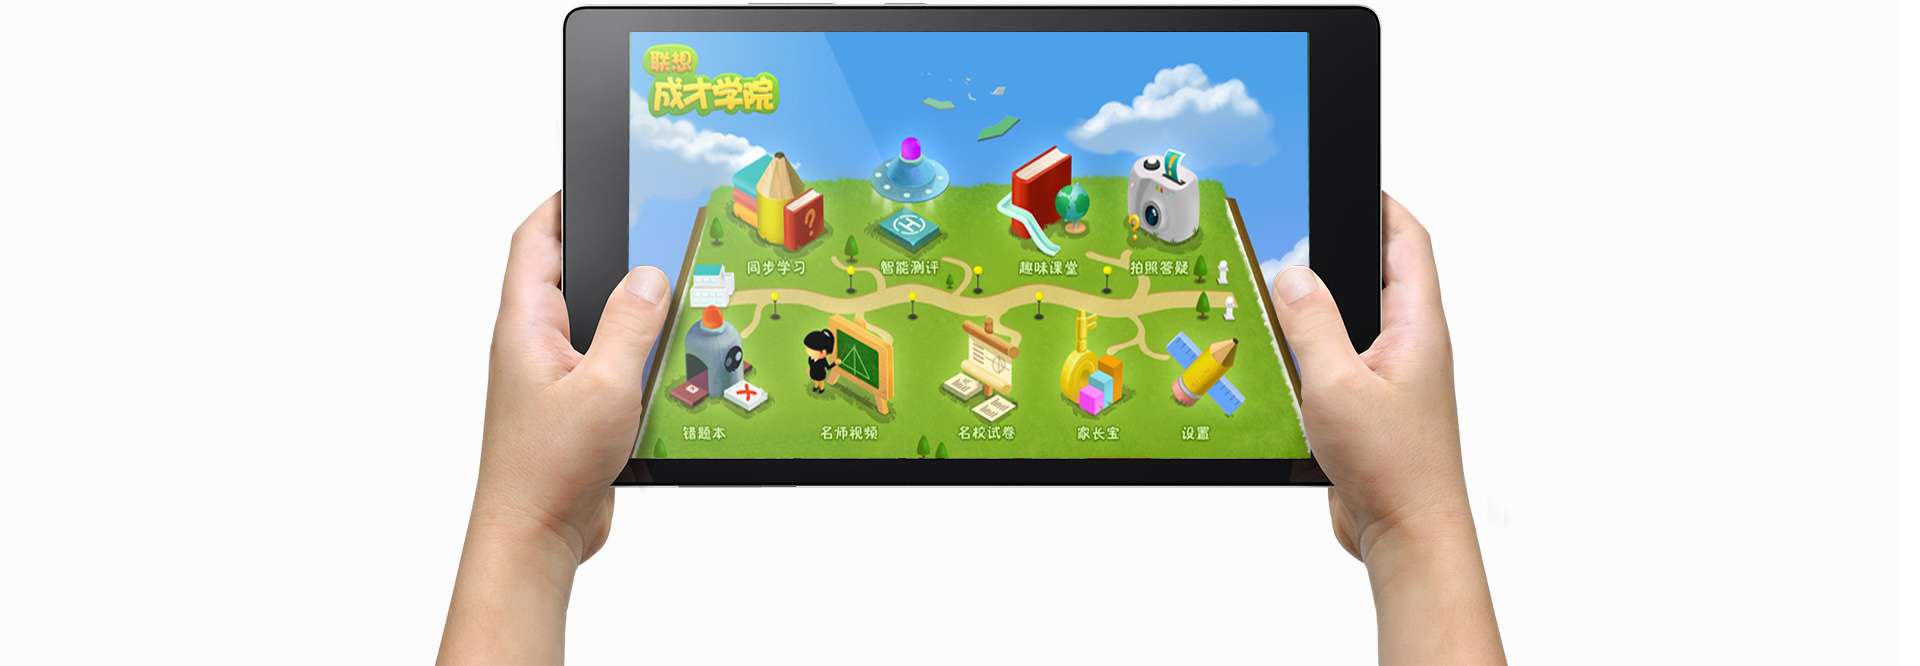 联想
成才学院
同步学习
智能测评
趣味课堂
拍照答疑
错题本
名师视频
名校试卷
家长宝
设置